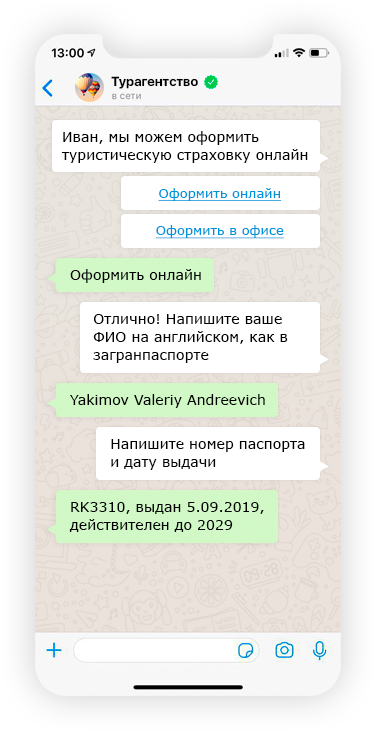 13:00
Турагентство
в сети
Иван, мы можем оформить
туристическую страховку онлайн
Оформить онлайн
Оформить в офисе
Оформить онлайн
Отлично! Напишите ваше
ФИО на английском, как в
загранпаспорте
Yakimov Valeriy Andreevich
Напишите номер паспорта
и дату выдачи
RK3310, выдан 5.09.2019,
действителен до 2029